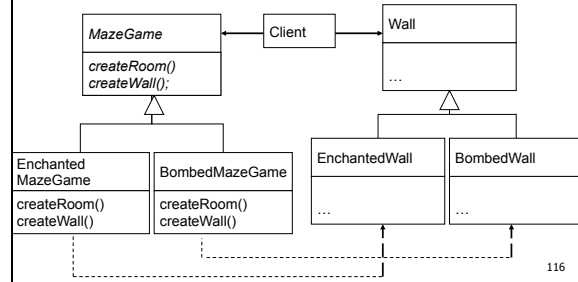 MazeGame
createRoom()
createWall();
Client
Wall
...
Enchanted
MazeGame
createRoom()
createWall()
BombedMazeGame
createRoom()
createWall()
EnchantedWall
...
BombedWall
...
116